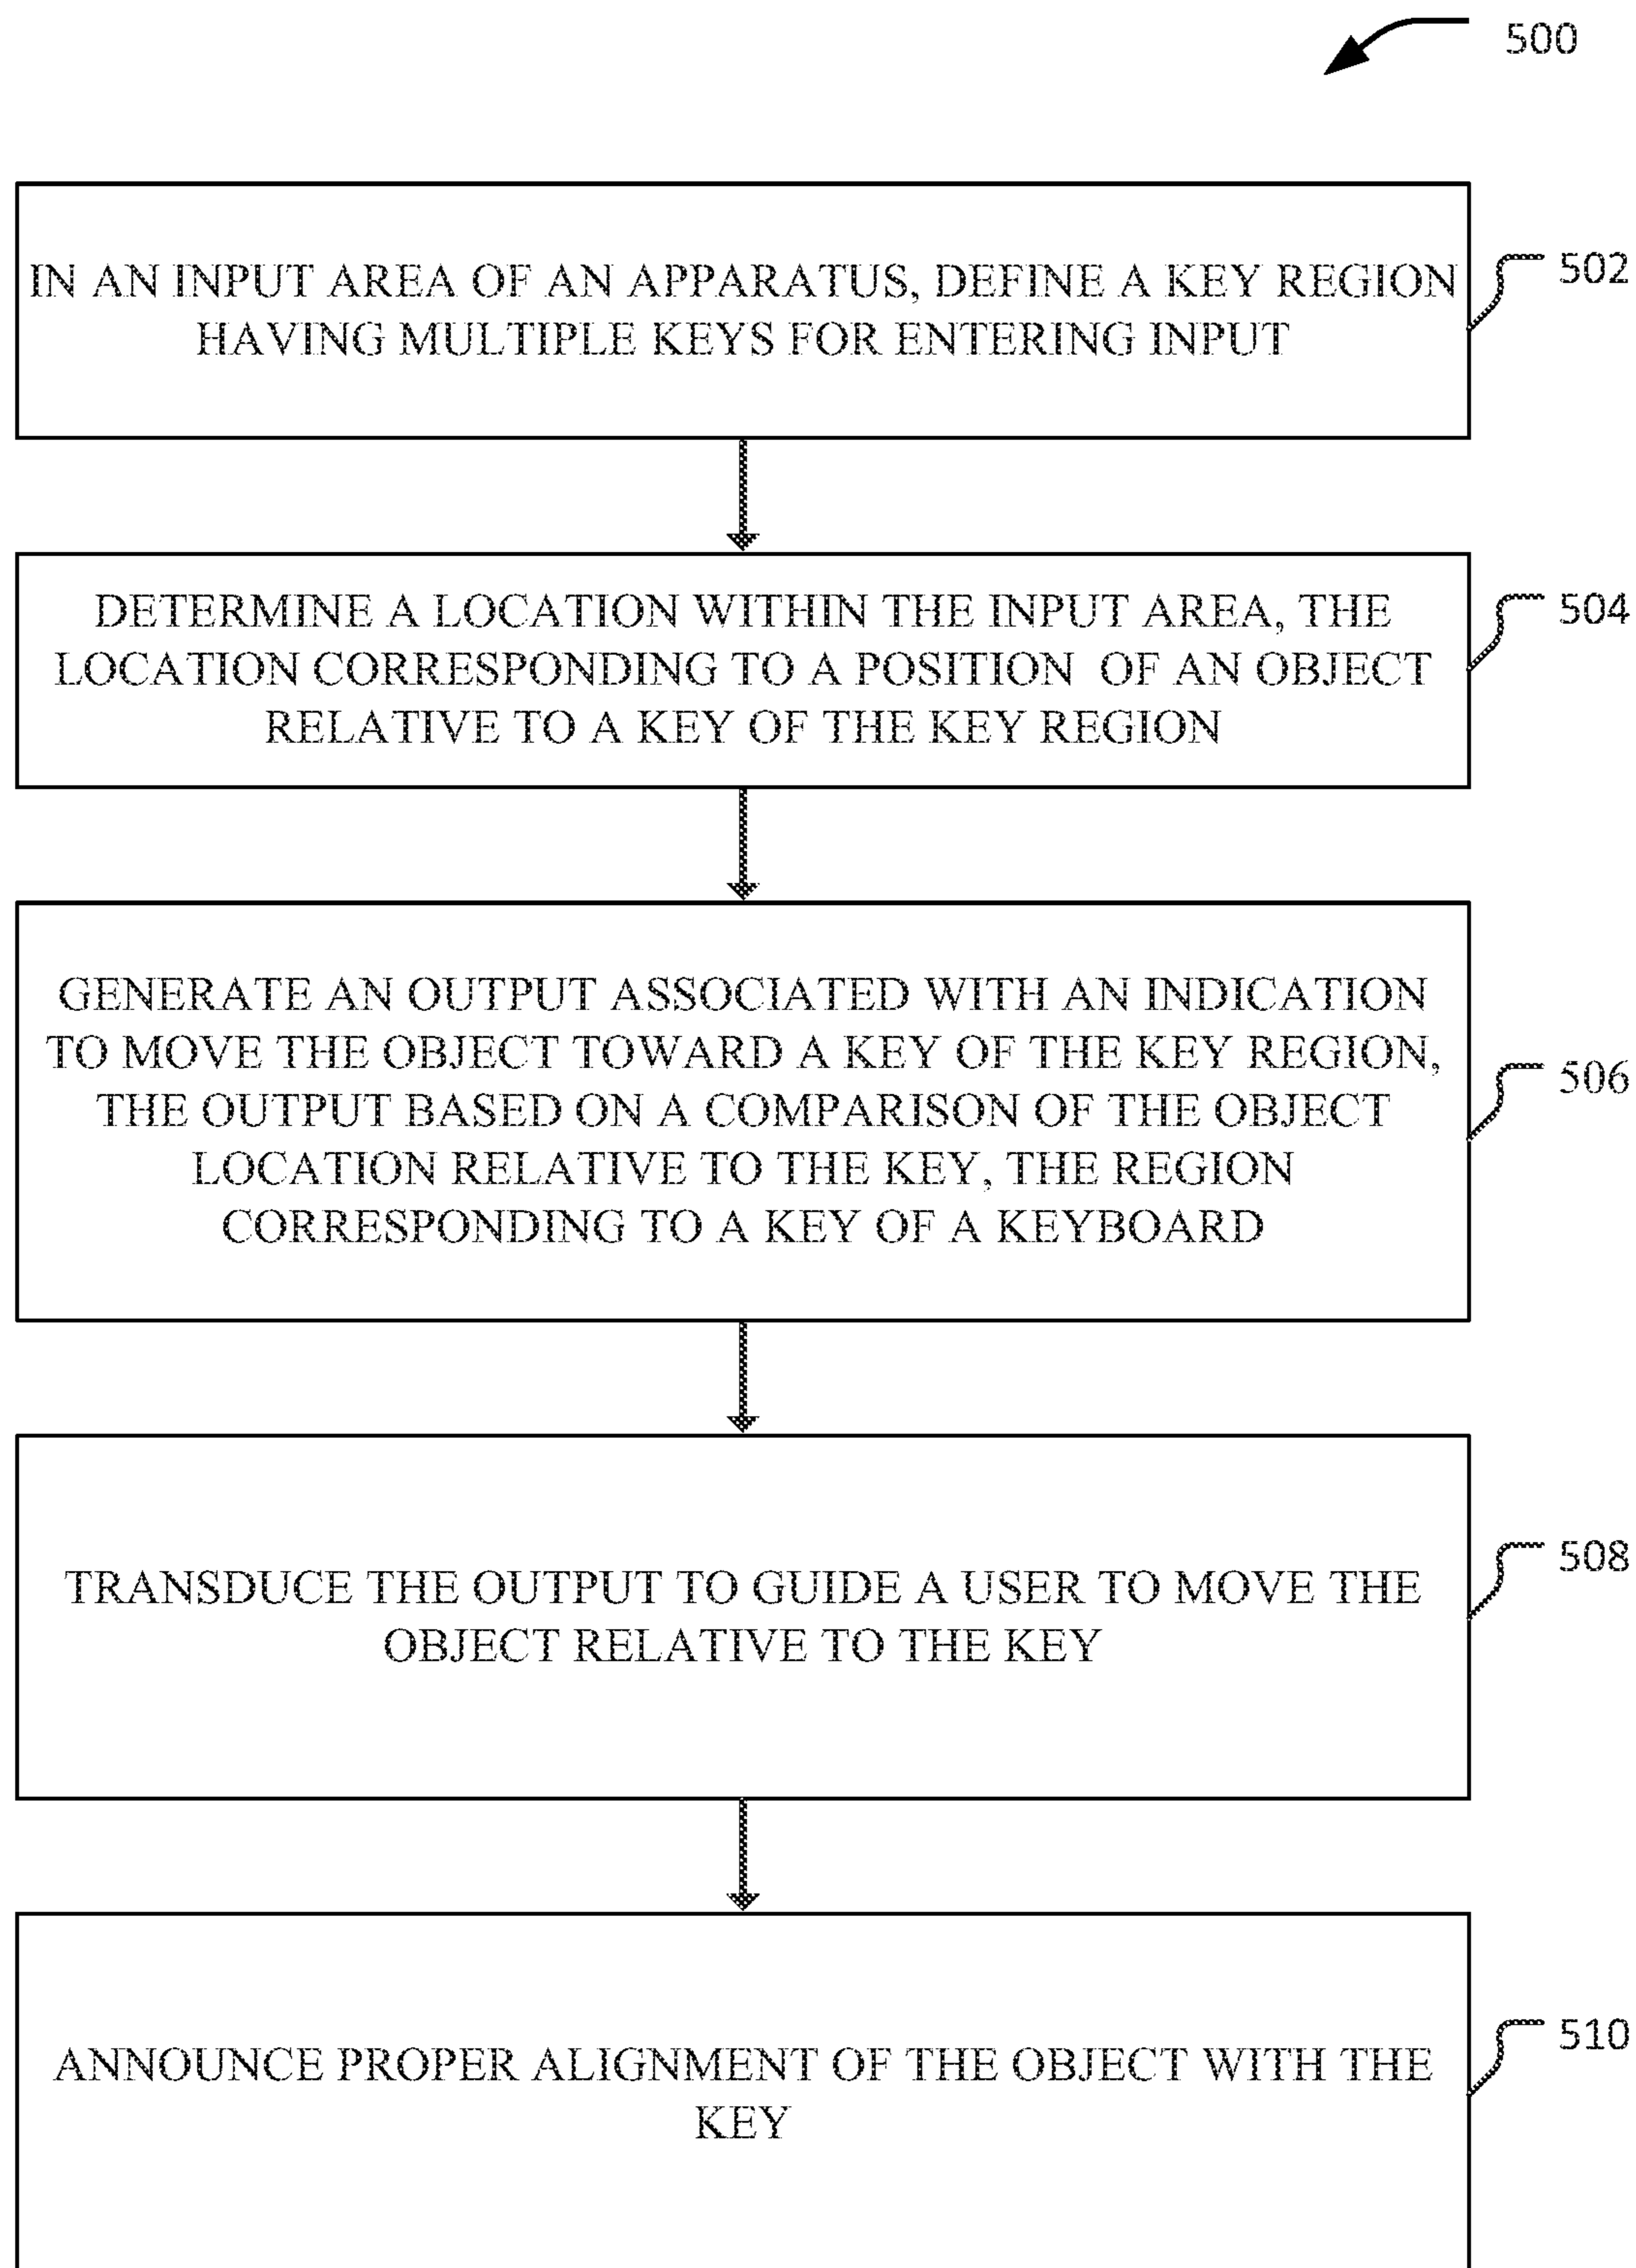 500
IN AN INPUT AREA OF AN APPARATUS, DEFINE A KEY REGION
HAVING MULTIPLE KEYS FOR ENTERING INPUT
502
DETERMINE A LOCATION WITHIN THE INPUT AREA, THE
LOCATION CORRESPONDING TO A POSITION OF AN OBJECT
RELATIVE TO A KEY OF THE KEY REGION
504
GENERATE AN OUTPUT ASSOCIATED WITH AN INDICATION
TO MOVE THE OBJECT TOWARD A KEY OF THE KEY REGION,
THE OUTPUT BASED ON A COMPARISON OF THE OBJECT
LOCATION RELATIVE TO THE KEY, THE REGION
CORRESPONDING TO A KEY OF A KEYBOARD
506
TRANSDUCE THE OUTPUT TO GUIDE A USER TO MOVE THE
OBJECT RELATIVE TO THE KEY
508
ANNOUNCE PROPER ALIGNMENT OF THE OBJECT WITH THE
KEY
510